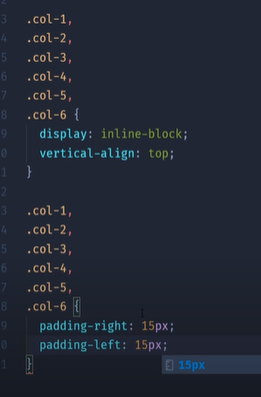 2
3 .col-1,
4 .col-2,
5 .col-3,
6 .col-4,
7 .col-5,
8 .col-6 {
9 display: inline-block;
0 vertical-align: top;
1 }
2
3 .col-1,
4 .col-2,
5 .col-3,
6 .col-4,
7 .col-5,
8 .col-6 {
9 padding-right: 15px;
0 padding-left: 15px;
1 }
15px